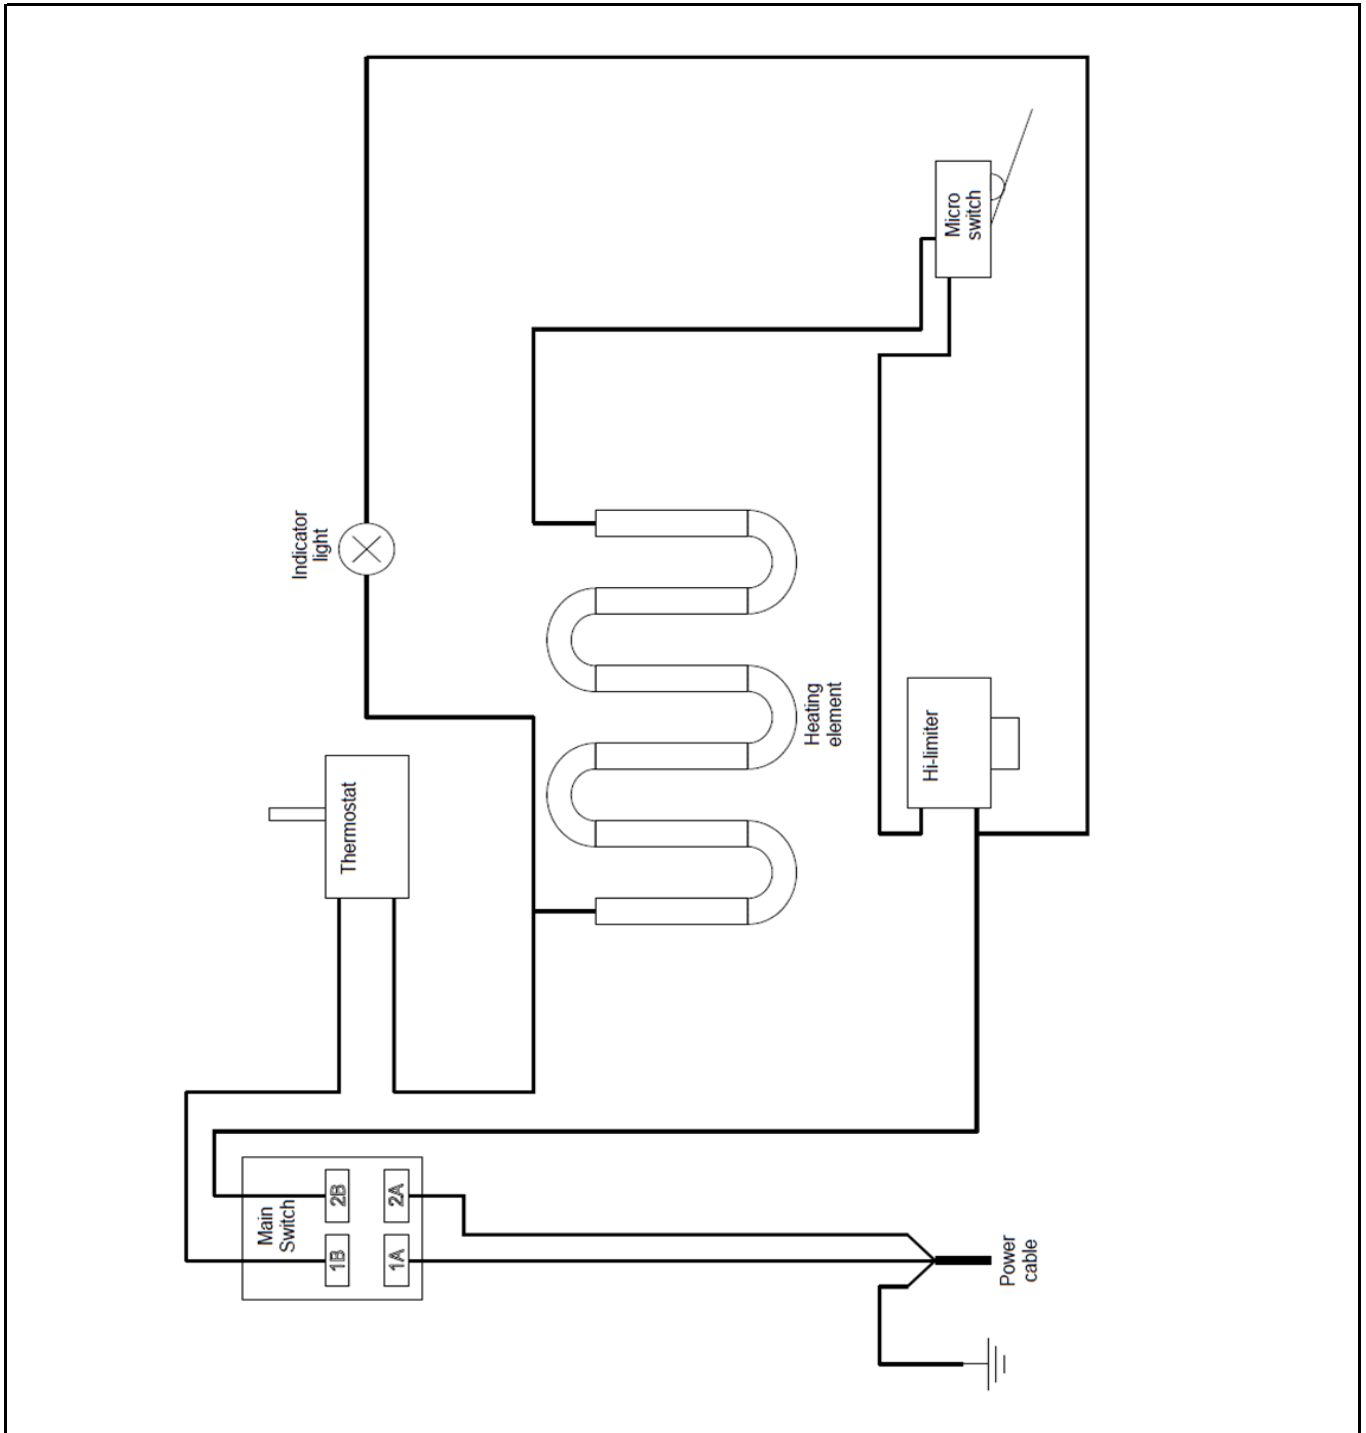 Micro
switch
Indicator
light
Heating
element
Hi-limiter
Thermostat
Main
Switch
2B
2A
1B
1A
Power
cable